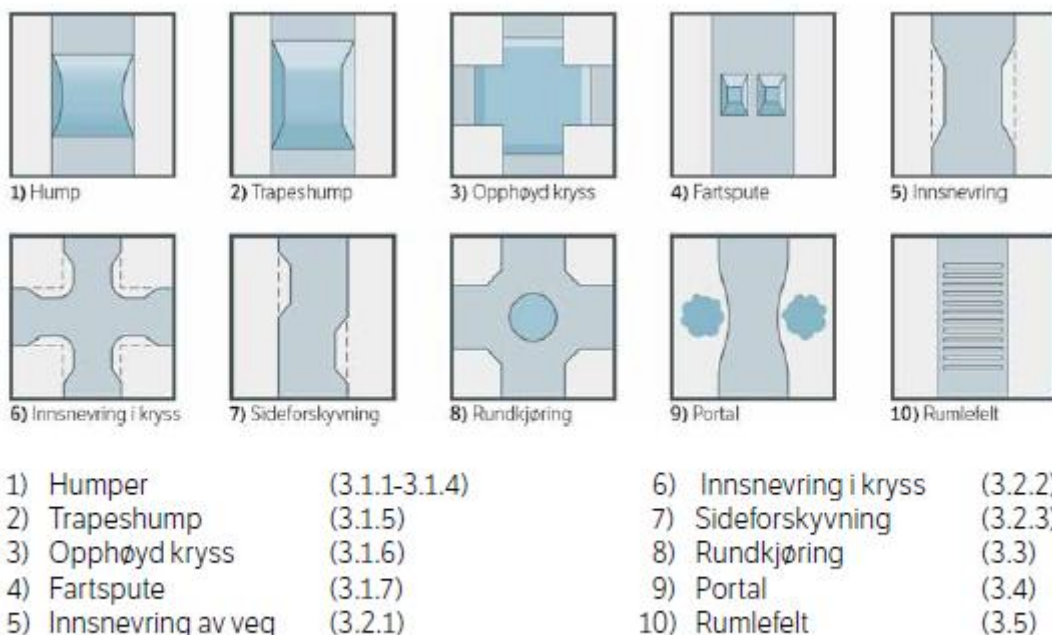 1) Hump
2) Trapeshump
3) Opphøyd kryss
4) Fartspute
5) Innsnevring
6) Innsnevring i kryss
7) Sideforskyvning
8) Rundkjøring
9) Portal
10) Rumlefelt
1) Humper (3.1.1-3.1.4)
2) Trapeshump (3.1.5)
3) Opphøyd kryss (3.1.6)
4) Fartspute (3.1.7)
5) Innsnevring av veg (3.2.1)
6) Innsnevring i kryss (3.2.2)
7) Sideforskyvning (3.2.3)
8) Rundkjøring (3.3)
9) Portal (3.4)
10) Rumlefelt (3.5)